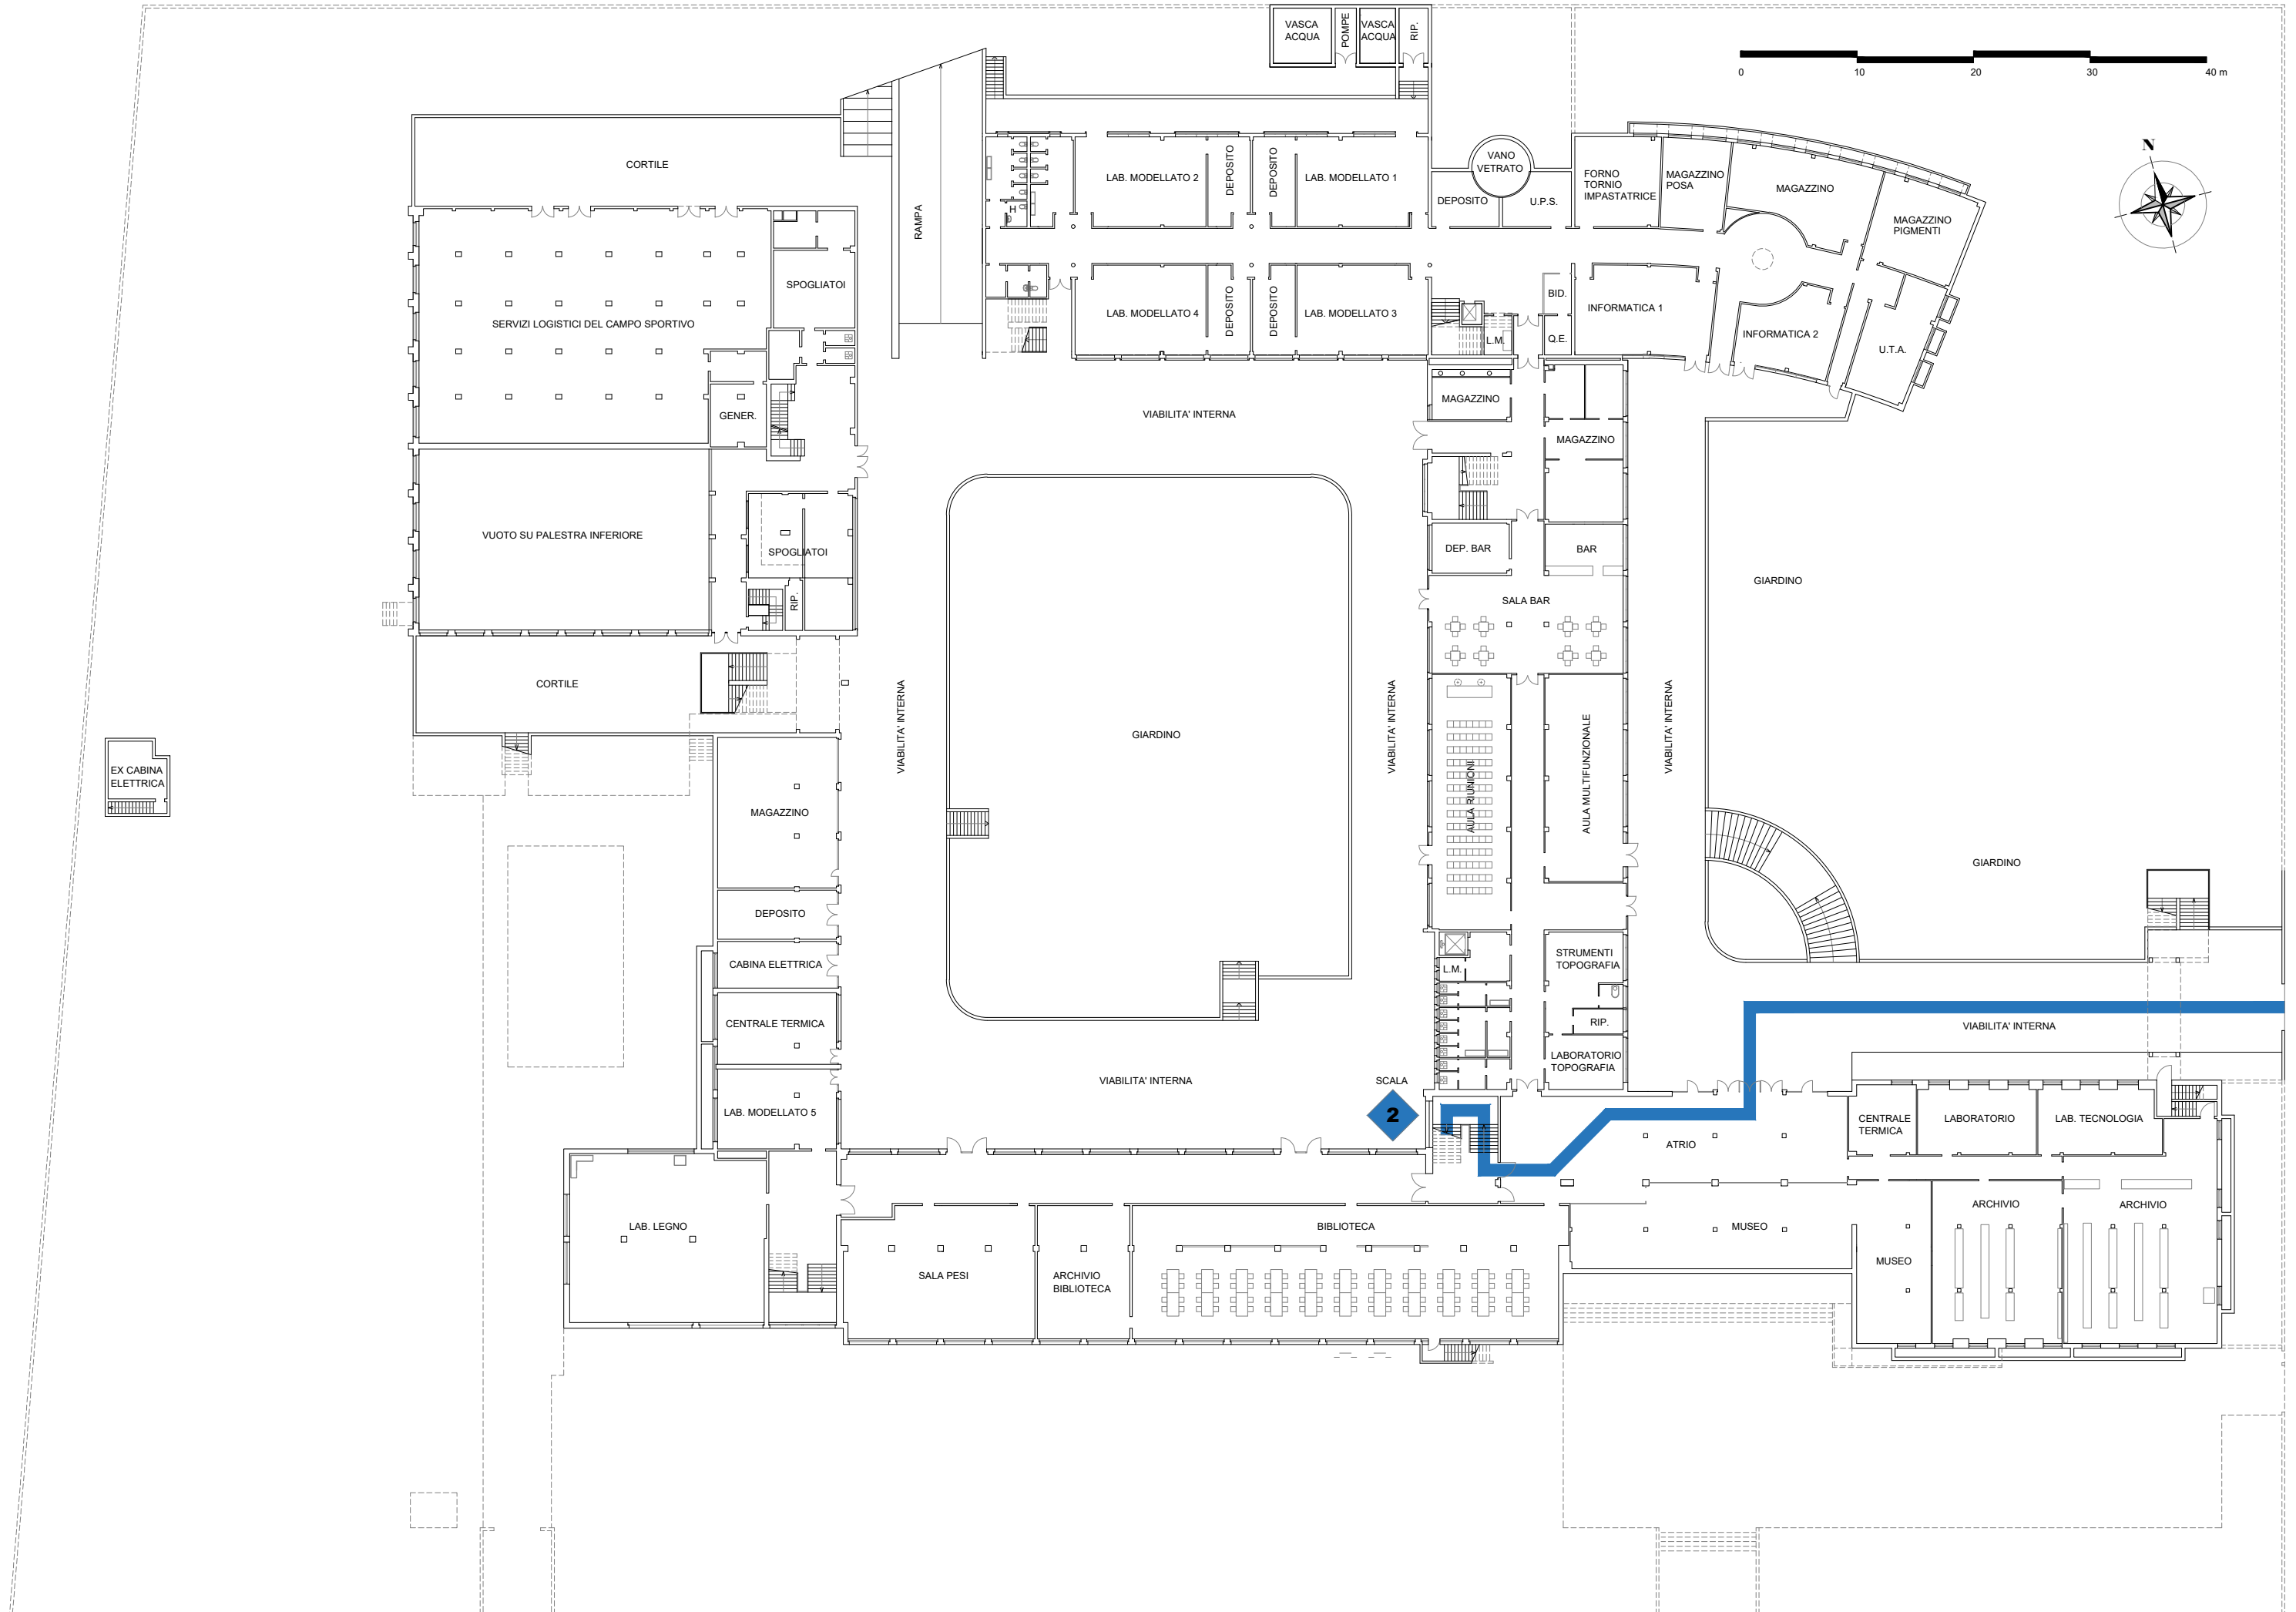 VASCA
ACQUA
POMPE
VASCA
ACQUA
RIP.
0
10
20
30
40 m
N
CORTILE
RAMPA
H
LAB. MODELLATO 2
DEPOSITO
DEPOSITO
LAB. MODELLATO 1
VANO
VETRATO
DEPOSITO
U.P.S.
FORNO
TORNIO
IMPASTATRICE
MAGAZZINO
POSA
MAGAZZINO
MAGAZZINO
PIGMENTI
SPOGLIATOI
SERVIZI LOGISTICI DEL CAMPO SPORTIVO
LAB. MODELLATO 4
DEPOSITO
DEPOSITO
LAB. MODELLATO 3
L.M.
BID.
Q.E.
INFORMATICA 1
INFORMATICA 2
U.T.A.
GENER.
VIABILITA' INTERNA
MAGAZZINO
MAGAZZINO
VUOTO SU PALESTRA INFERIORE
SPOGLIATOI
RIP.
DEP. BAR
BAR
SALA BAR
GIARDINO
CORTILE
VIABILITA' INTERNA
GIARDINO
VIABILITA' INTERNA
AULA RIUNIONI
AULA MULTIFUNZIONALE
VIABILITA' INTERNA
EX CABINA
ELETTRICA
MAGAZZINO
GIARDINO
DEPOSITO
CABINA ELETTRICA
L.M.
STRUMENTI
TOPOGRAFIA
CENTRALE TERMICA
RIP.
VIABILITA' INTERNA
LABORATORIO
TOPOGRAFIA
VIABILITA' INTERNA
SCALA
2
LAB. MODELLATO 5
ATRIO
CENTRALE
TERMICA
LABORATORIO
LAB. TECNOLOGIA
LAB. LEGNO
BIBLIOTECA
MUSEO
ARCHIVIO
ARCHIVIO
SALA PESI
ARCHIVIO
BIBLIOTECA
MUSEO